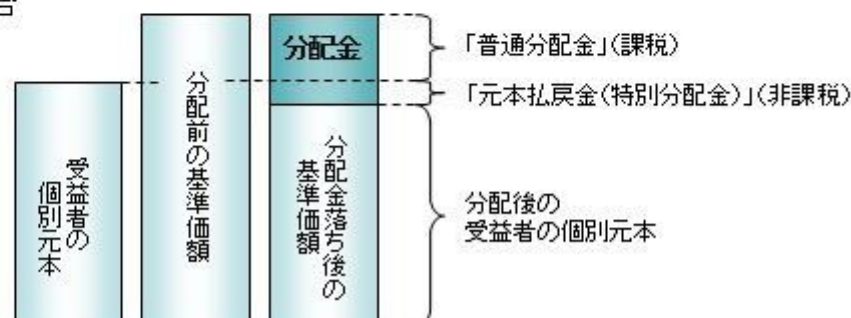 分配金
「普通分配金」(課税)
「元本払戻金(特別分配金)」(非課税)
受益者の
個別元本
分配前の基準価額
分配金落ち後の
基準価額
分配後の
受益者の個別元本